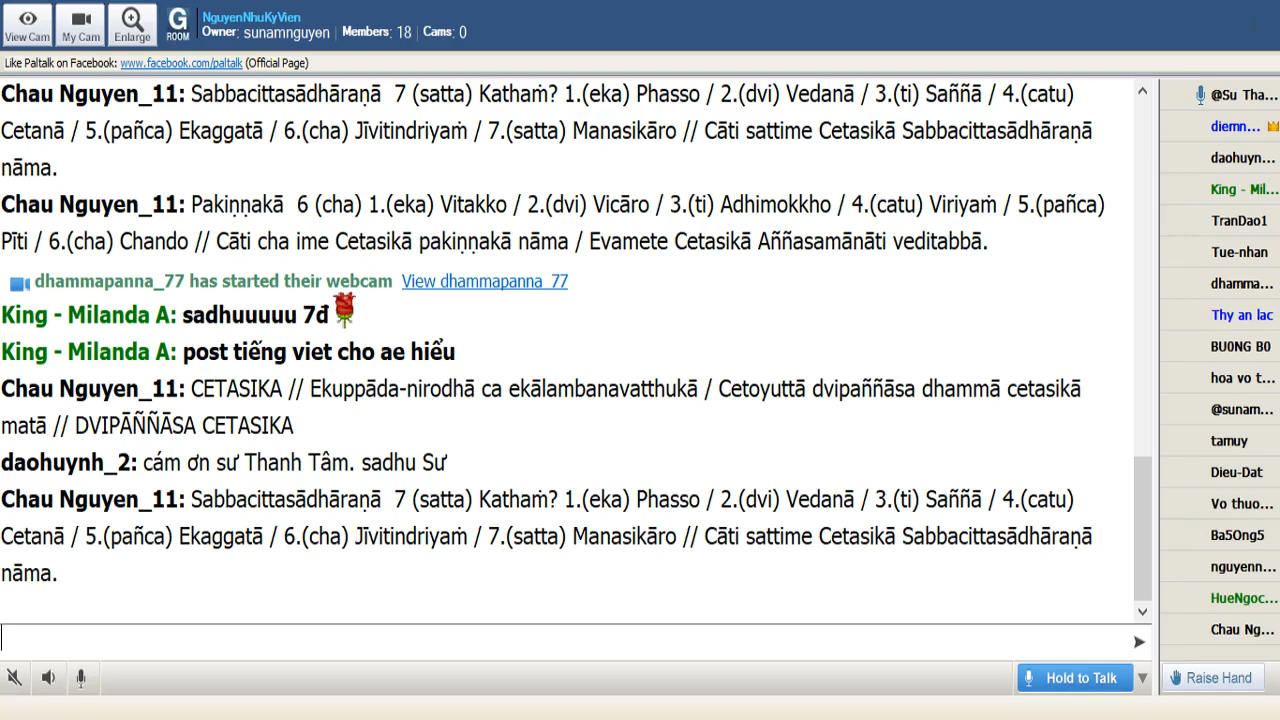 View Cam
My Cam
Enlarge
G
ROOM
NguyenNhuKyVien
Owner: sunamnguyen | Members: 18 | Cams: 0
Like Paltalk on Facebook: www.facebook.com/paltalk (Official Page)
Chau Nguyen_11: Sabbacittasādhāraṇā 7 (satta) Kathaṁ? 1.(eka) Phasso / 2.(dvi) Vedanā / 3.(ti) Saññā / 4.(catu)
Cetanā / 5.(pañca) Ekaggatā / 6.(cha) Jīvitindriyaṁ / 7.(satta) Manasikāro // Cāti sattime Cetasikā Sabbacittasādhāraṇā
nāma.
Chau Nguyen_11: Pakiṇṇakā 6 (cha) 1.(eka) Vitakko / 2.(dvi) Vicāro / 3.(ti) Adhimokkho / 4.(catu) Viriyaṁ / 5.(pañca)
Pīti / 6.(cha) Chando // Cāti cha ime Cetasikā pakiṇṇakā nāma / Evamete Cetasikā Aññasamānāti veditabbā.
dhammapanna_77 has started their webcam View dhammapanna_77
King - Milanda A: sadhuuuuu 7đ
King - Milanda A: post tiếng viet cho ae hiểu
Chau Nguyen_11: CETASIKA // Ekuppāda-nirodhā ca ekālambanavatthukā / Cetoyuttā dvipaññāsa dhammā cetasikā
matā // DVIPĀÑÑĀSA CETASIKA
daohuynh_2: cám ơn sư Thanh Tâm. sadhu Sư
Chau Nguyen_11: Sabbacittasādhāraṇā 7 (satta) Kathaṁ? 1.(eka) Phasso / 2.(dvi) Vedanā / 3.(ti) Saññā / 4.(catu)
Cetanā / 5.(pañca) Ekaggatā / 6.(cha) Jīvitindriyaṁ / 7.(satta) Manasikāro // Cāti sattime Cetasikā Sabbacittasādhāraṇā
nāma.
@Su Tha...
diemn...
daohuyn...
King - Mil...
TranDao1
Tue-nhan
dhamma...
Thy an lac
BU0NG B0
hoa vo t...
@sunam...
tamuy
Dieu-Dat
Vo thuo...
Ba5Ong5
nguyenn...
HueNgoc...
Chau Ng...
Hold to Talk
Raise Hand